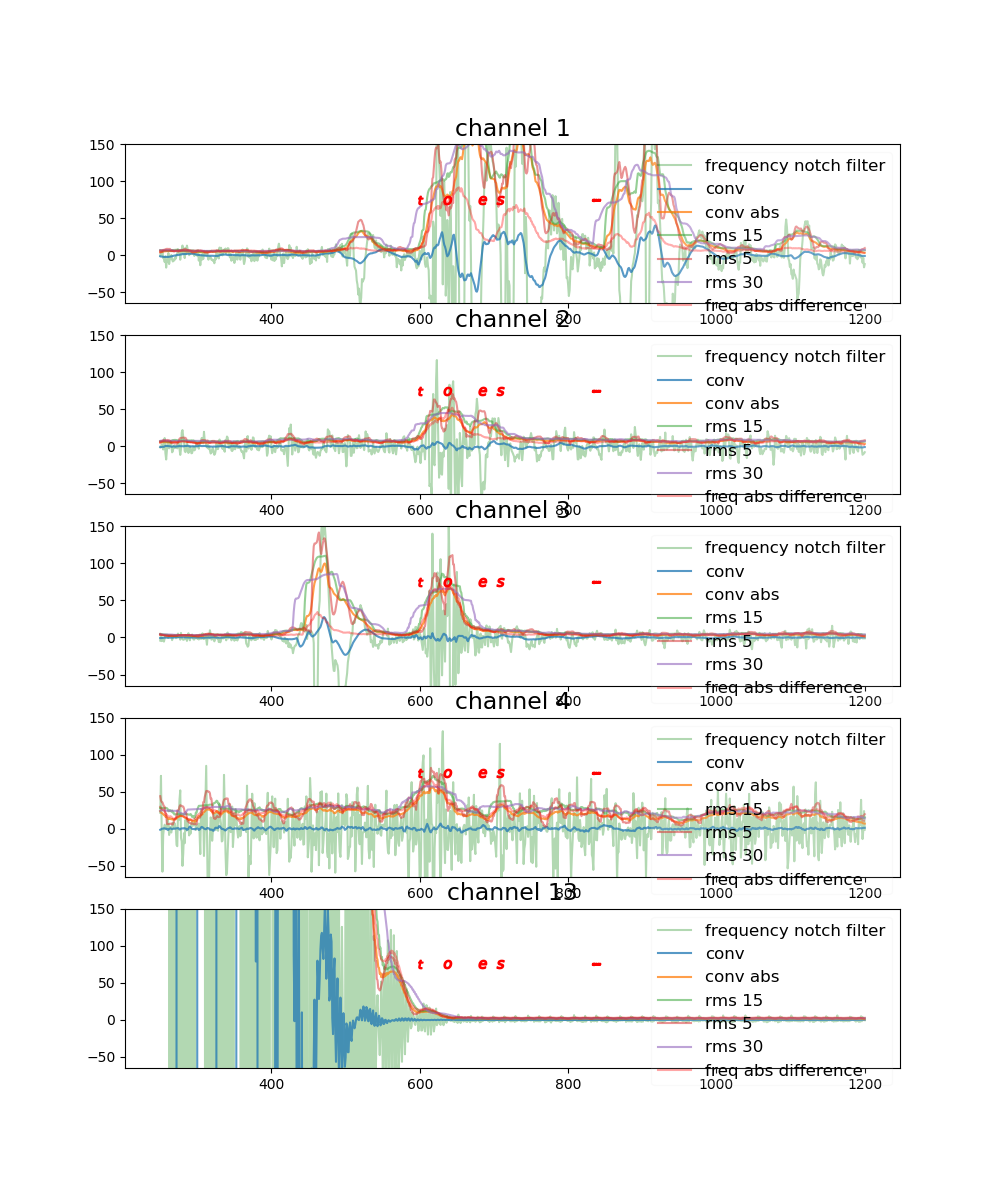 channel 1
150
100
50
0
−50
t o e s –
frequency notch filter
conv
conv abs
rms 15
rms 5
rms 30
freq abs difference
400 600 800 1000 1200
channel 2
150
100
50
0
−50
t o e s –
frequency notch filter
conv
conv abs
rms 15
rms 5
rms 30
freq abs difference
400 600 800 1000 1200
channel 3
150
100
50
0
−50
t o e s –
frequency notch filter
conv
conv abs
rms 15
rms 5
rms 30
freq abs difference
400 600 800 1000 1200
channel 4
150
100
50
0
−50
t o e s –
frequency notch filter
conv
conv abs
rms 15
rms 5
rms 30
freq abs difference
400 600 800 1000 1200
channel 13
150
100
50
0
−50
t o e s –
frequency notch filter
conv
conv abs
rms 15
rms 5
rms 30
freq abs difference
400 600 800 1000 1200